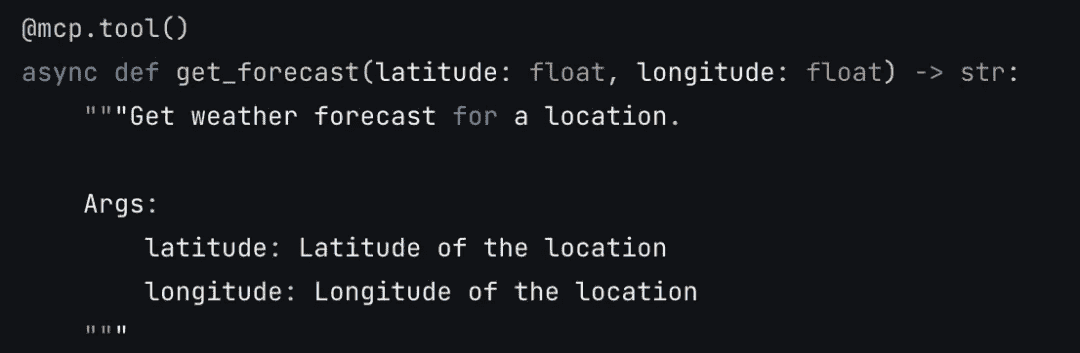 @mcp.tool()
async def get_forecast(latitude: float, longitude: float) -> str:
    """Get weather forecast for a location.

    Args:
        latitude: Latitude of the location
        longitude: Longitude of the location
    """